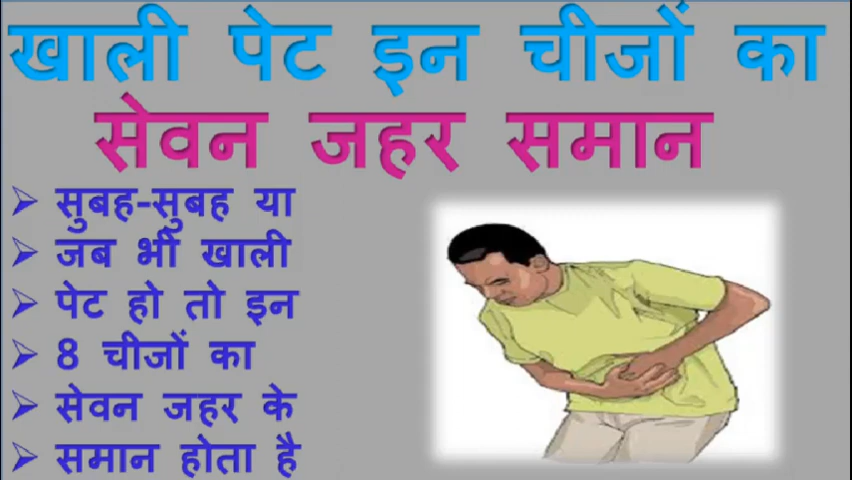 खाली पेट इन चीजों का
सेवन जहर समान
➢ सुबह-सुबह या
➢ जब भी खाली
➢ पेट हो तो इन
➢ 8 चीजों का
➢ सेवन जहर के
➢ समान होता है